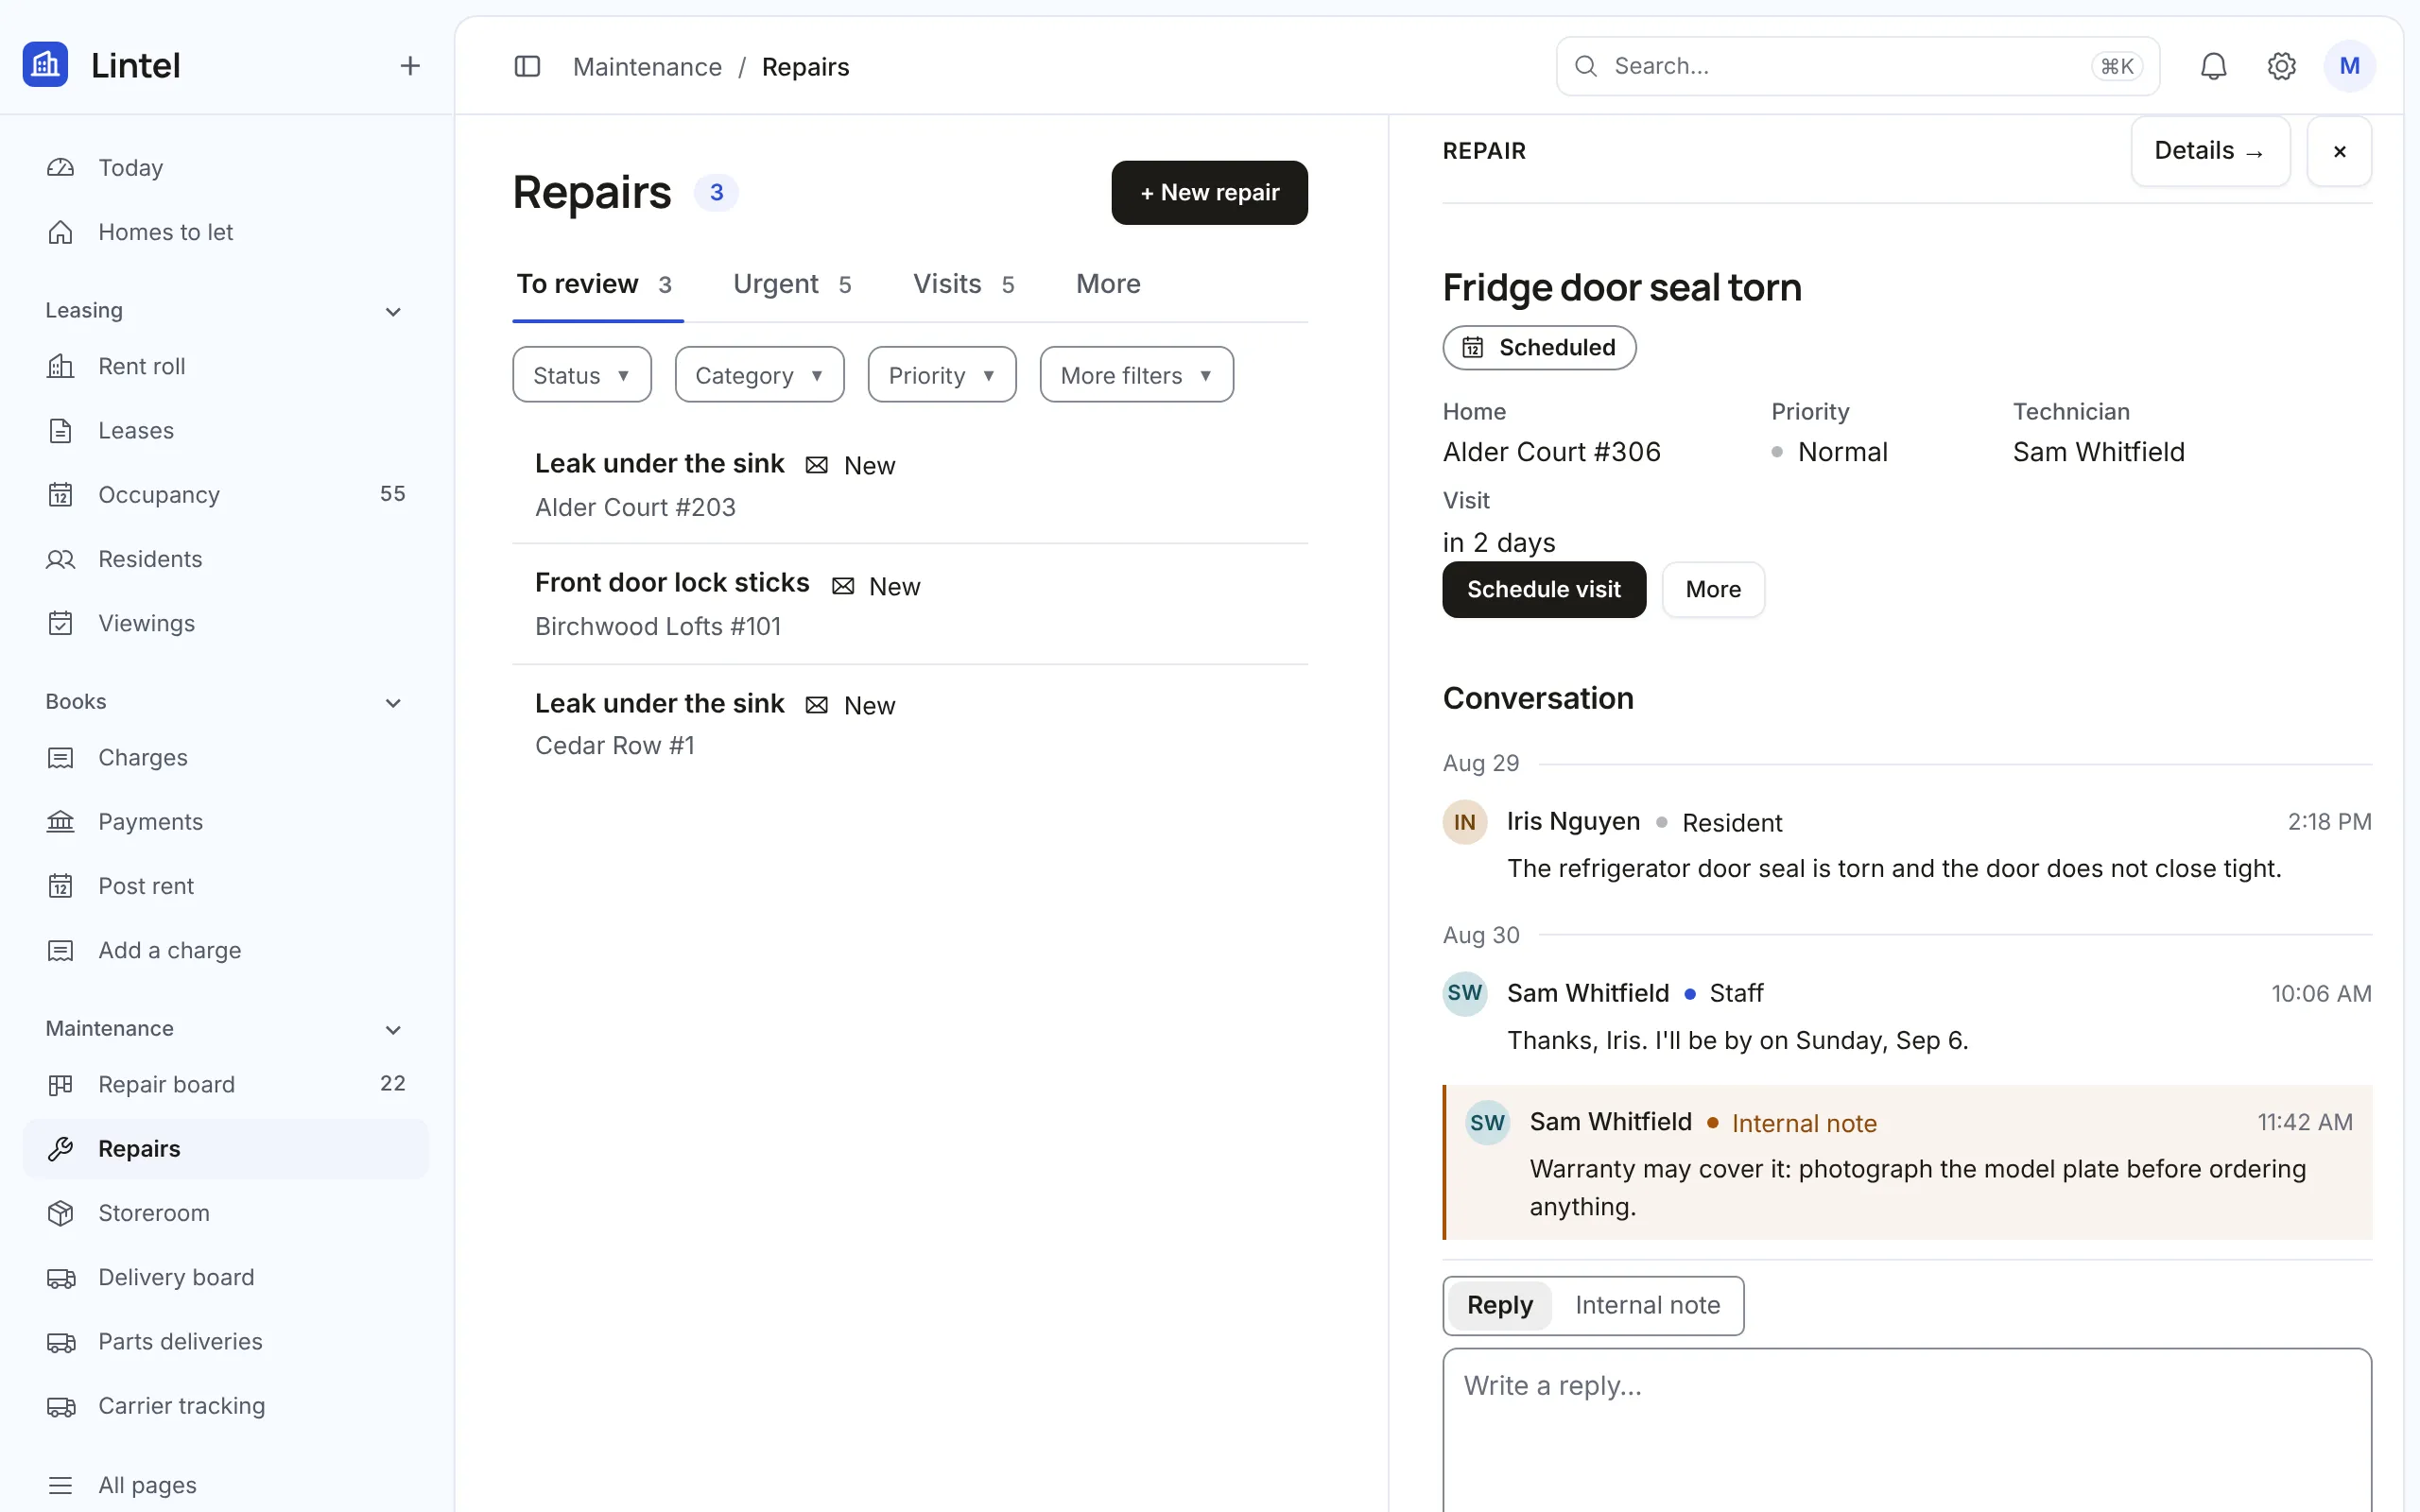 Lintel
+
Today
Homes to let
Leasing
Rent roll
Leases
Occupancy 55
Residents
Viewings
Books
Charges
Payments
Post rent
Add a charge
Maintenance
Repair board 22
Repairs
Storeroom
Delivery board
Parts deliveries
Carrier tracking
All pages
Maintenance / Repairs
Search... ⌘K
M
Repairs 3
+ New repair
To review 3 Urgent 5 Visits 5 More
Status ▼ Category ▼ Priority ▼ More filters ▼
Leak under the sink New
Alder Court #203
Front door lock sticks New
Birchwood Lofts #101
Leak under the sink New
Cedar Row #1
REPAIR
Details → ×
Fridge door seal torn
12 Scheduled
Home Priority Technician
Alder Court #306 Normal Sam Whitfield
Visit
in 2 days
Schedule visit More
Conversation
Aug 29
IN Iris Nguyen Resident 2:18 PM
The refrigerator door seal is torn and the door does not close tight.
Aug 30
SW Sam Whitfield Staff 10:06 AM
Thanks, Iris. I'll be by on Sunday, Sep 6.
SW Sam Whitfield Internal note 11:42 AM
Warranty may cover it: photograph the model plate before ordering
anything.
Reply Internal note
Write a reply...